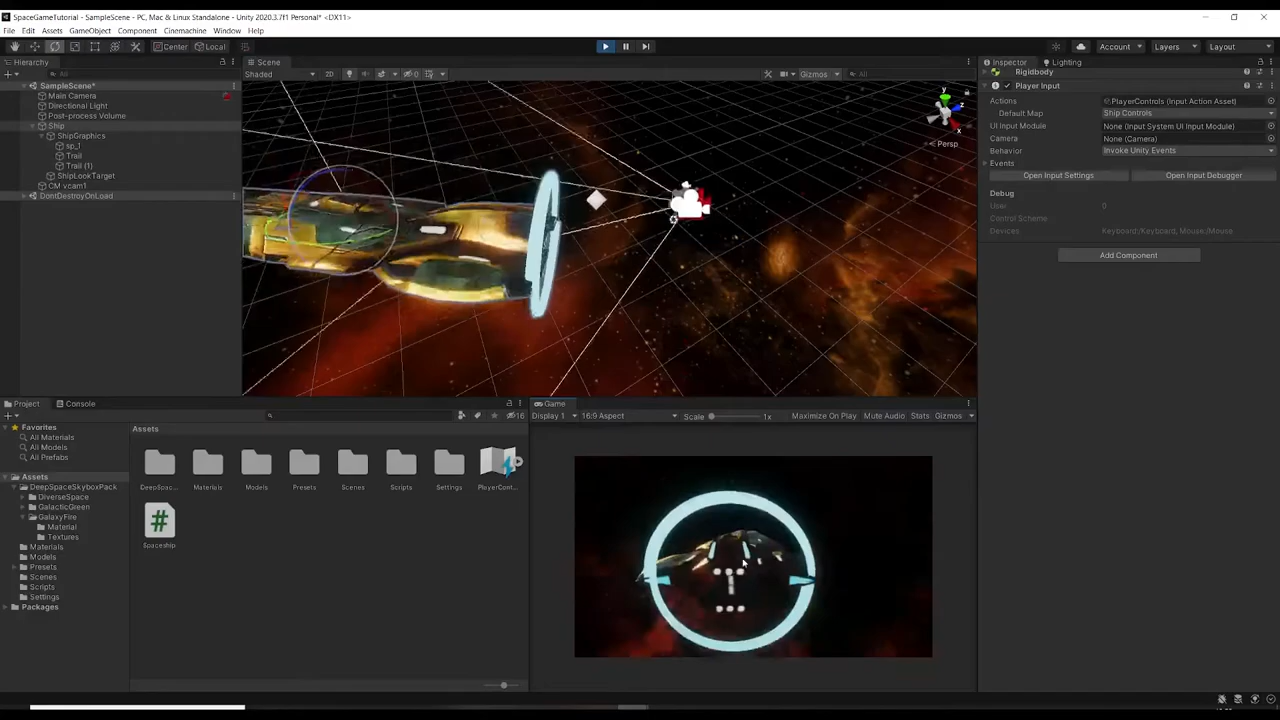 SpaceGameTutorial - SampleScene - PC, Mac & Linux Standalone - Unity 2020.3.7f1 Personal* <DX11>
File Edit Assets GameObject Component Cinemachine Window Help
Center Local
Account Layers Layout
Hierarchy
All
SampleScene*
Main Camera
Directional Light
Post-process Volume
Ship
ShipGraphics
sp_1
Trail
Trail (1)
ShipLookTarget
CM vcam1
DontDestroyOnLoad
Scene
Shaded 2D 0 Gizmos All
y
z
x
Persp
Inspector Lighting
Rigidbody
Player Input
Actions PlayerControls (Input Action Asset)
Default Map Ship Controls
UI Input Module None (Input System UI Input Module)
Camera None (Camera)
Behavior Invoke Unity Events
Events
Open Input Settings Open Input Debugger
Debug
User 0
Control Scheme
Devices Keyboard:/Keyboard, Mouse:/Mouse
Add Component
Project Console
16
Favorites
All Materials
All Models
All Prefabs
Assets
DeepSpaceSkyboxPack
DiverseSpace
GalacticGreen
GalaxyFire
Material
Textures
Materials
Models
Presets
Scenes
Scripts
Settings
Packages
Assets
DeepSpac... Materials Models Presets Scenes Scripts Settings PlayerCont...
#
Spaceship
Game
Display 1 16:9 Aspect Scale 1x Maximize On Play Mute Audio Stats Gizmos